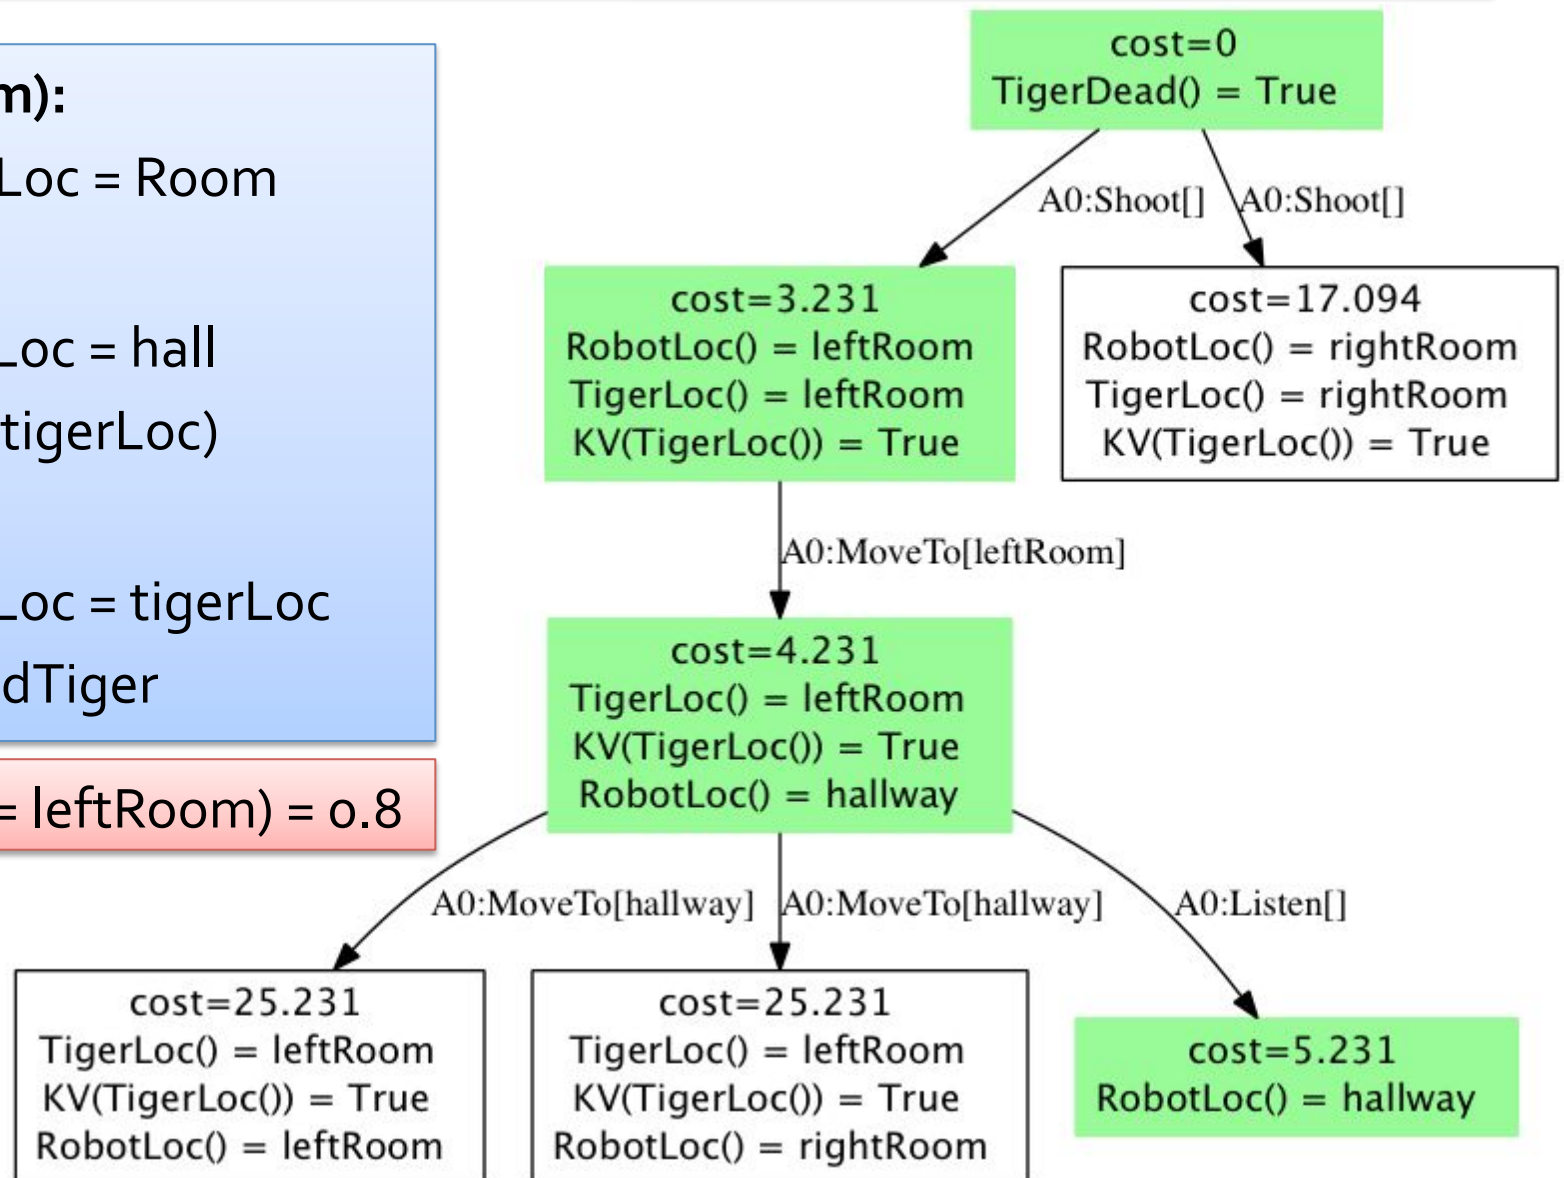 m):
Loc = Room
Loc = hall
tigerLoc)
Loc = tigerLoc
dTiger
= leftRoom) = 0.8
cost=0
TigerDead() = True
A0:Shoot[]
A0:Shoot[]
cost=3.231
RobotLoc() = leftRoom
TigerLoc() = leftRoom
KV(TigerLoc()) = True
cost=17.094
RobotLoc() = rightRoom
TigerLoc() = rightRoom
KV(TigerLoc()) = True
A0:MoveTo[leftRoom]
cost=4.231
TigerLoc() = leftRoom
KV(TigerLoc()) = True
RobotLoc() = hallway
A0:MoveTo[hallway]
A0:MoveTo[hallway]
A0:Listen[]
cost=25.231
TigerLoc() = leftRoom
KV(TigerLoc()) = True
RobotLoc() = leftRoom
cost=25.231
TigerLoc() = leftRoom
KV(TigerLoc()) = True
RobotLoc() = rightRoom
cost=5.231
RobotLoc() = hallway